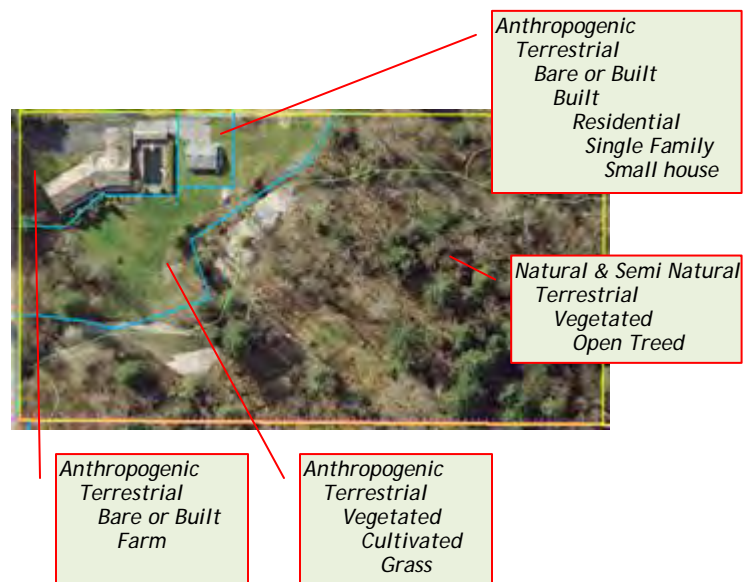 Anthropogenic
Terrestrial
Bare or Built
Built
Residential
Single Family
Small house
Natural & Semi Natural
Terrestrial
Vegetated
Open Treed
Anthropogenic
Terrestrial
Bare or Built
Farm
Anthropogenic
Terrestrial
Vegetated
Cultivated
Grass